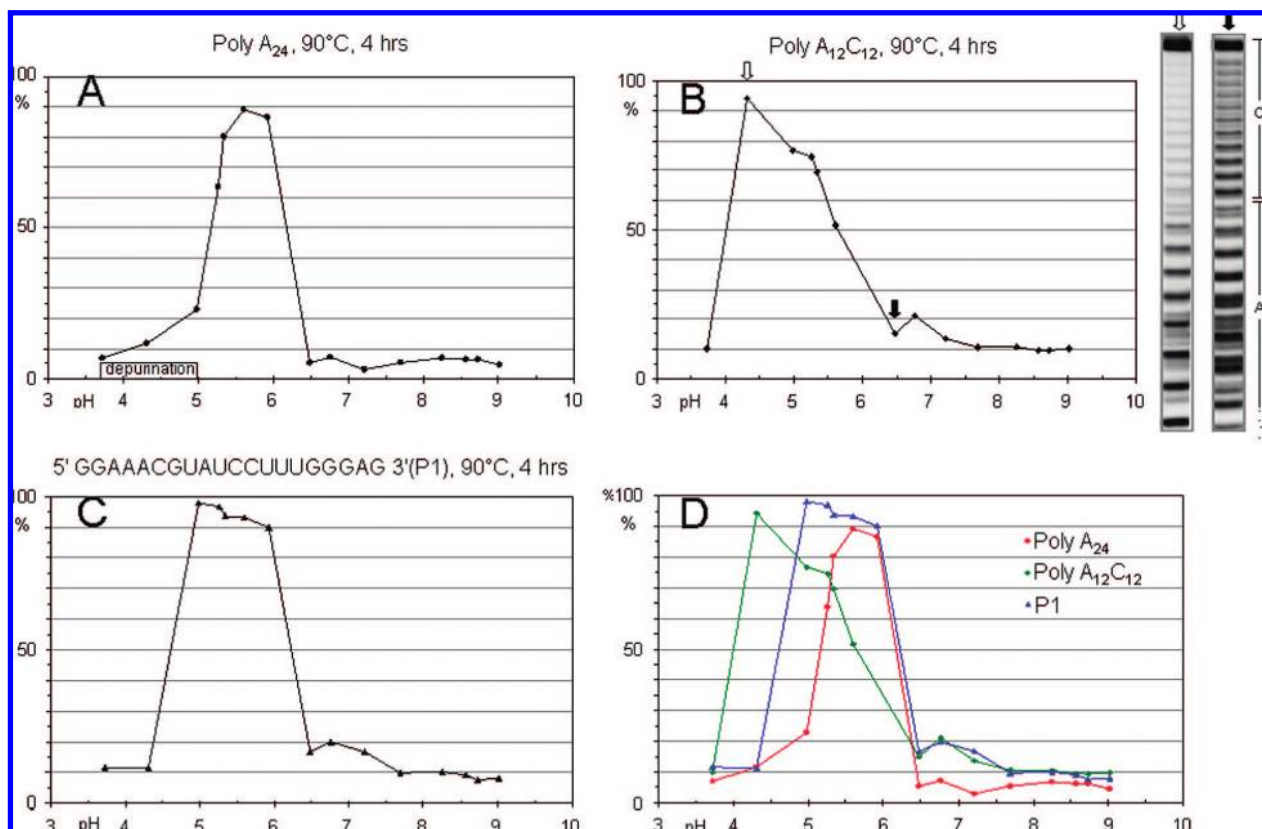 Poly A24, 90°C, 4 hrs
A
100
%
50
0
depurination
3 pH 4 5 6 7 8 9 10
Poly A12C12, 90°C, 4 hrs
B
100
%
50
0
3 pH 4 5 6 7 8 9 10
A
5' GGAAACGUAUCCUUUGGGAG 3'(P1), 90°C, 4 hrs
C
100
%
50
0
3 pH 4 5 6 7 8 9 10
D
%100
%
50
0
Poly A24
Poly A12C12
P1
3 pH 4 5 6 7 8 9 10